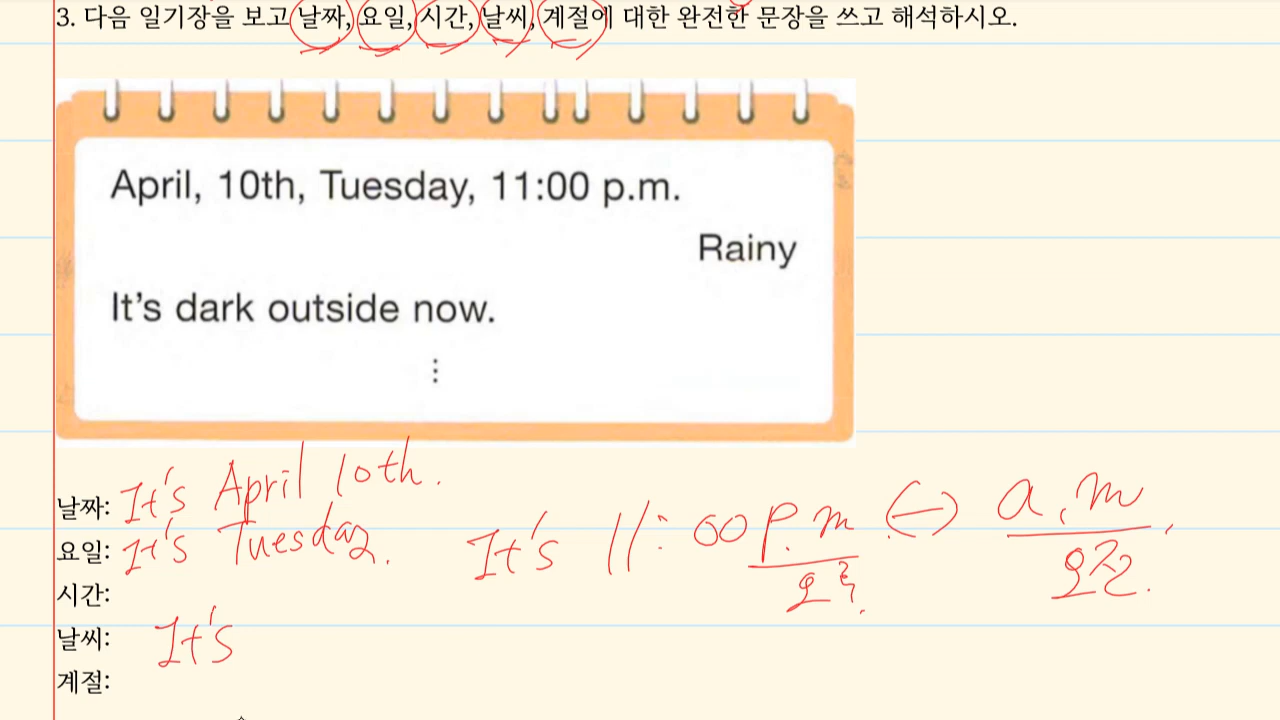 3. 다음 일기장을 보고 날짜, 요일, 시간, 날씨, 계절에 대한 완전한 문장을 쓰고 해석하시오.
April, 10th, Tuesday, 11:00 p.m.
Rainy
It's dark outside now.
⋮
날짜: It's April 10th.
요일: It's Tuesday.
It's 11:00 p.m ↔ a.m
오후. 오전.
시간:
날씨: It's
계절: